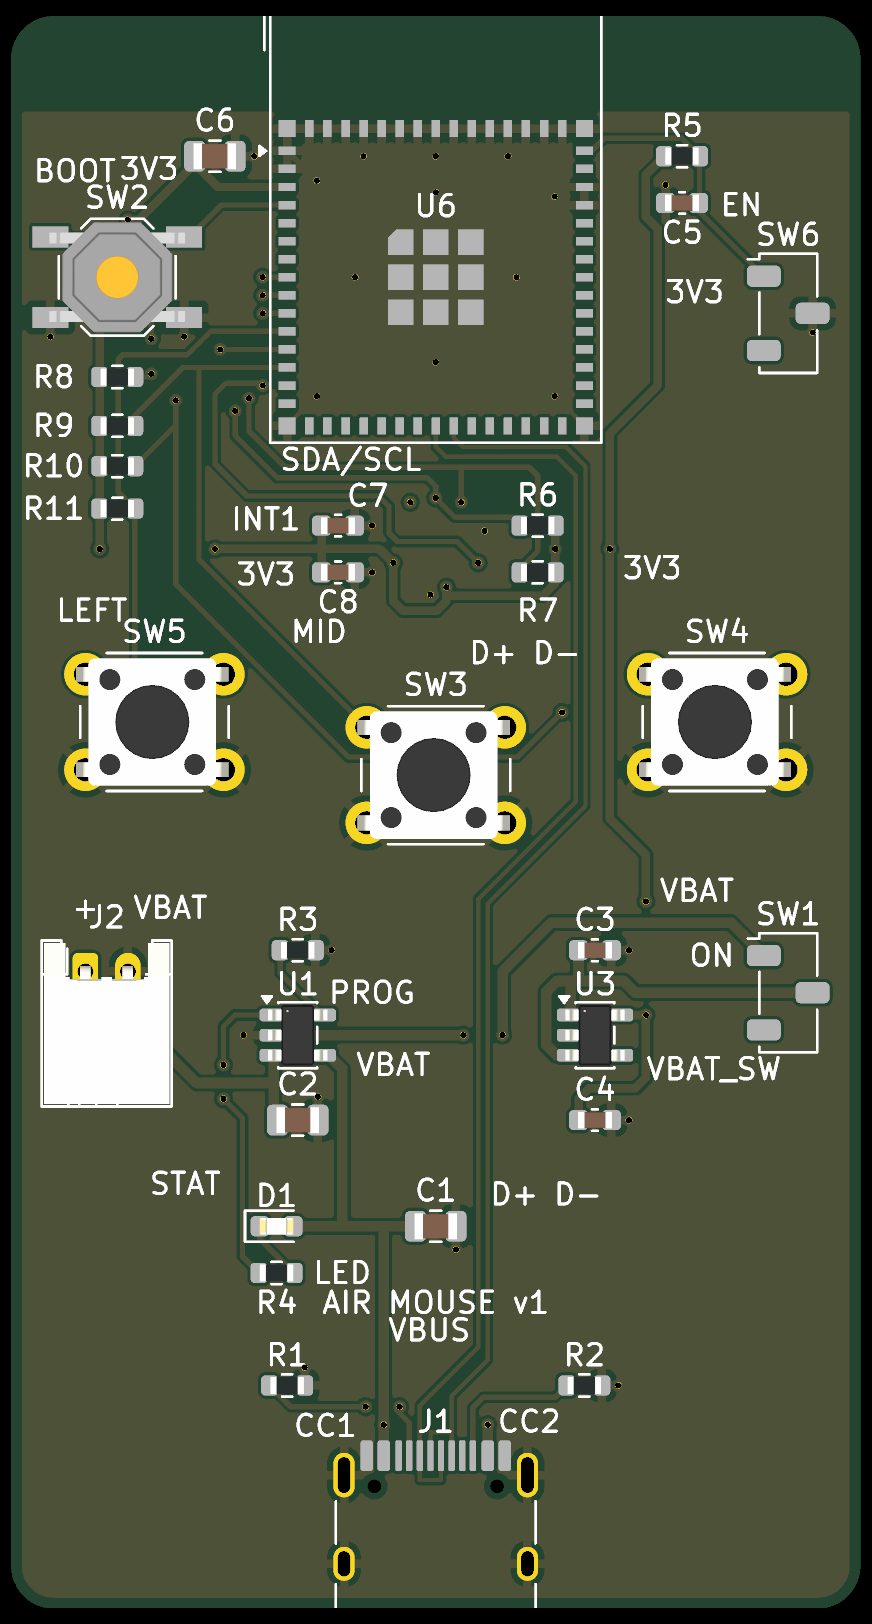 C6
R5
BOOT 3V3
SW2
U6
EN
C5
SW6
3V3
R8
R9
R10
R11
SDA/SCL
C7
R6
INT1
3V3
3V3
C8
R7
LEFT
MID
SW5
SW4
D+ D-
SW3
+
J2
VBAT
VBAT
R3
C3
SW1
ON
U1
PROG
U3
VBAT
VBAT_SW
C2
C4
STAT
D1
C1
D+ D-
LED
R4
AIR MOUSE v1
VBUS
R1
R2
CC1
J1
CC2